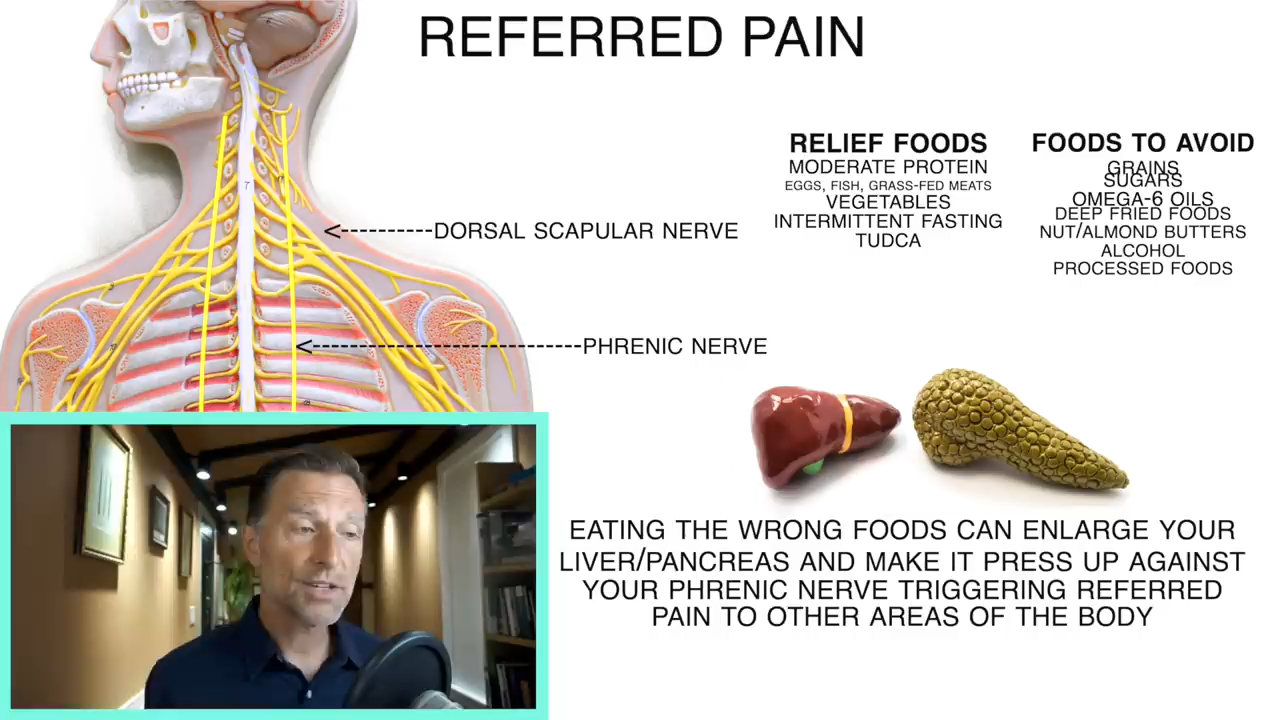 REFERRED PAIN
<---------DORSAL SCAPULAR NERVE
<----------------------------PHRENIC NERVE
RELIEF FOODS
MODERATE PROTEIN
EGGS, FISH, GRASS-FED MEATS
VEGETABLES
INTERMITTENT FASTING
TUDCA
FOODS TO AVOID
GRAINS
SUGARS
OMEGA-6 OILS
DEEP FRIED FOODS
NUT/ALMOND BUTTERS
ALCOHOL
PROCESSED FOODS
EATING THE WRONG FOODS CAN ENLARGE YOUR
LIVER/PANCREAS AND MAKE IT PRESS UP AGAINST
YOUR PHRENIC NERVE TRIGGERING REFERRED
PAIN TO OTHER AREAS OF THE BODY